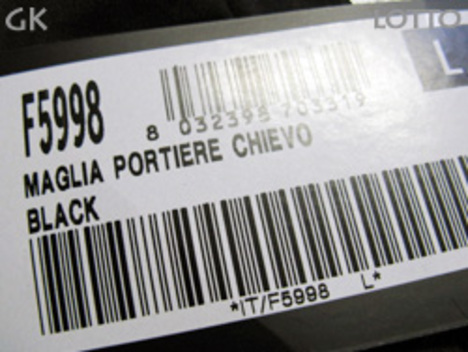 GK
LOTTO
L
F5998
8 032395 703319
MAGLIA PORTIERE CHIEVO
BLACK
*IT/F5998 L*